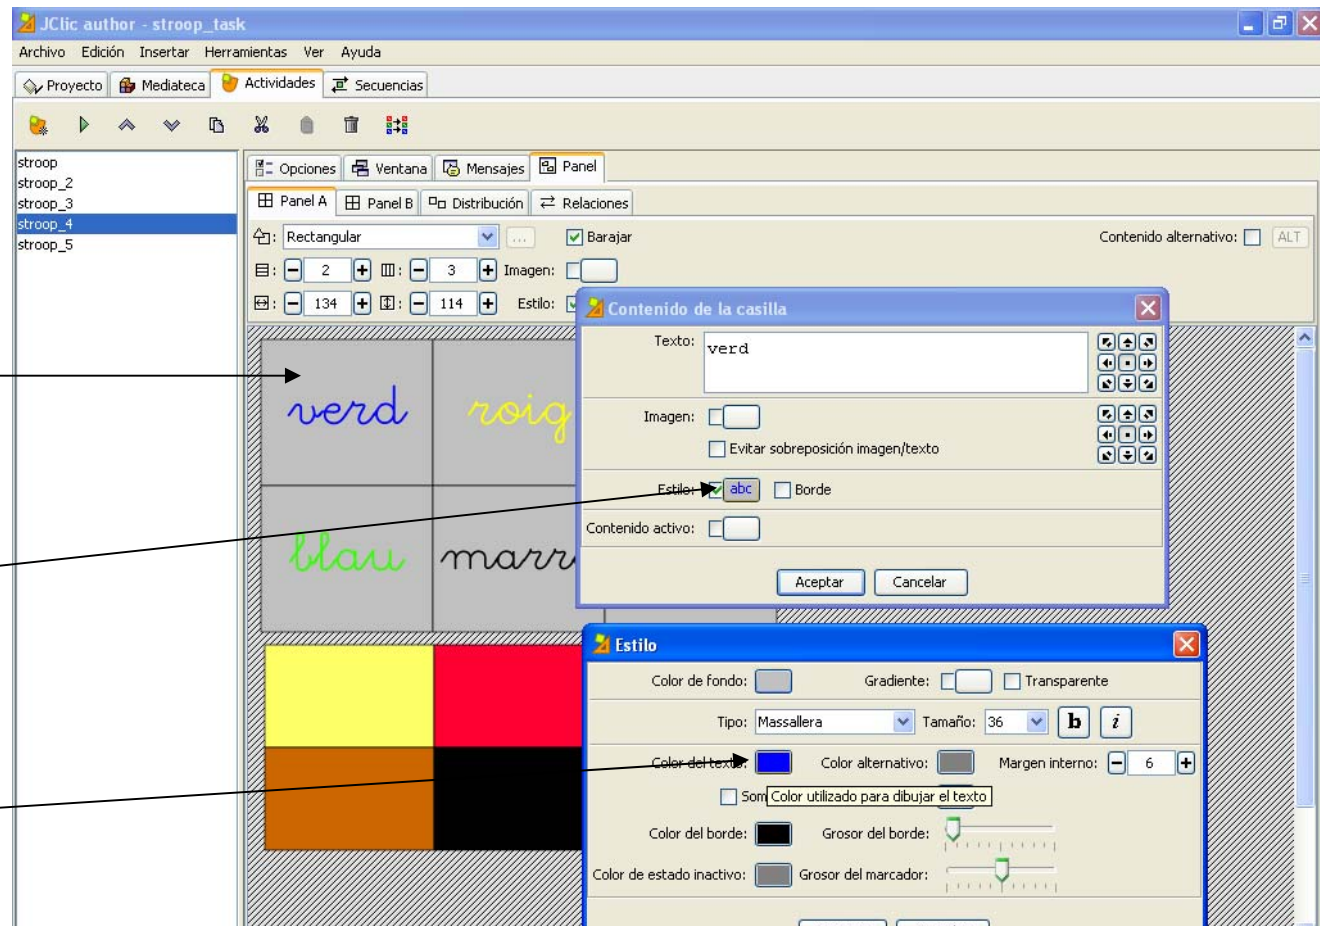 JClic author - stroop_task
Archivo Edición Insertar Herramientas Ver Ayuda
Proyecto Mediateca Actividades Secuencias
stroop
stroop_2
stroop_3
stroop_4
stroop_5
Opciones Ventana Mensajes Panel
Panel A Panel B Distribución Relaciones
Rectangular ... Barajar Contenido alternativo: ALT
2 3 Imagen:
134 114 Estilo:
verd roig
blau marr
Contenido de la casilla
Texto: verd
Imagen:
Evitar sobreposición imagen/texto
Estilo: abc Borde
Contenido activo:
Aceptar Cancelar
Estilo
Color de fondo: Gradiente: Transparente
Tipo: Massallera Tamaño: 36 b i
Color del texto: Color alternativo: Margen interno: 6
Som Color utilizado para dibujar el texto
Color del borde: Grosor del borde:
Color de estado inactivo: Grosor del marcador: